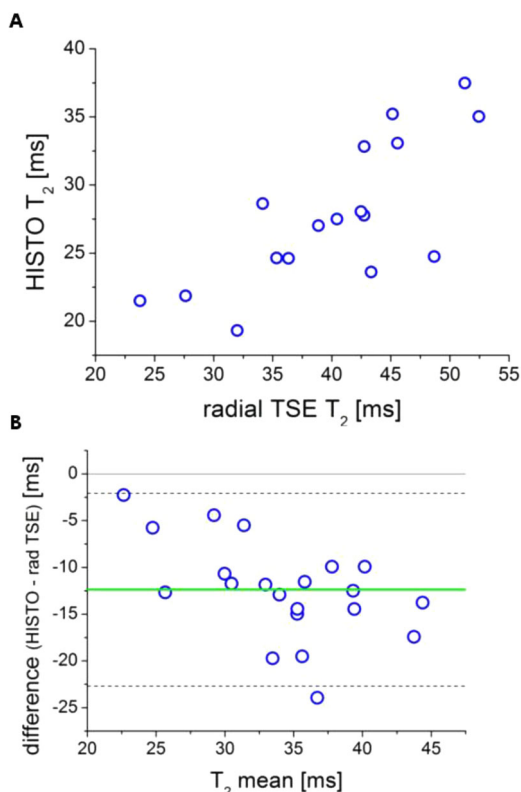 A
40
35
30
25
20
HISTO T2 [ms]
20 25 30 35 40 45 50 55
radial TSE T2 [ms]
B
0
-5
-10
-15
-20
-25
difference (HISTO - rad TSE) [ms]
20 25 30 35 40 45
T2 mean [ms]